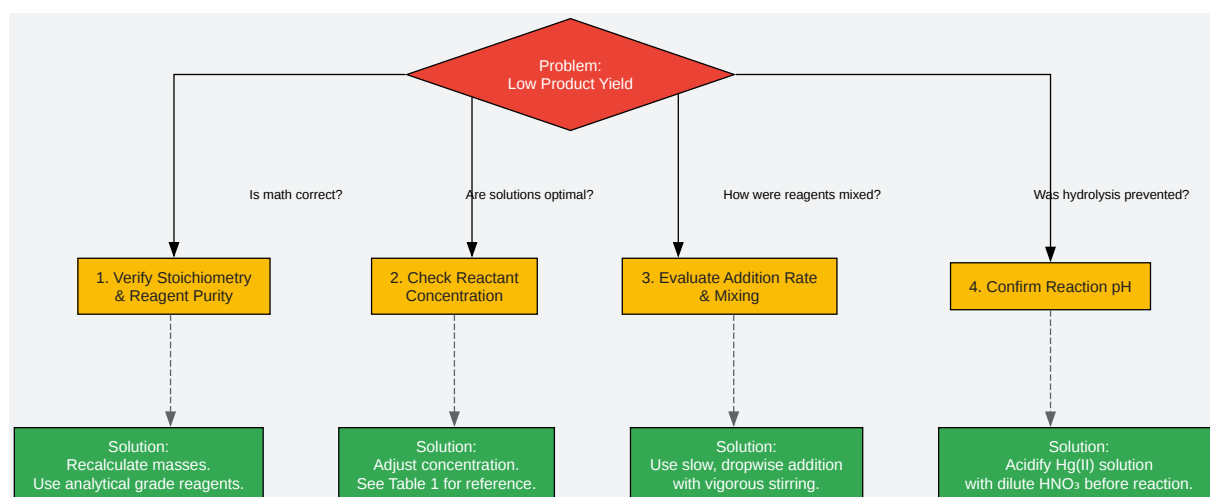 Problem:
Low Product Yield
Is math correct?
Are solutions optimal?
How were reagents mixed?
Was hydrolysis prevented?
1. Verify Stoichiometry
& Reagent Purity
2. Check Reactant
Concentration
3. Evaluate Addition Rate
& Mixing
4. Confirm Reaction pH
Solution:
Recalculate masses.
Use analytical grade reagents.
Solution:
Adjust concentration.
See Table 1 for reference.
Solution:
Use slow, dropwise addition
with vigorous stirring.
Solution:
Acidify Hg(II) solution
with dilute HNO₃ before reaction.